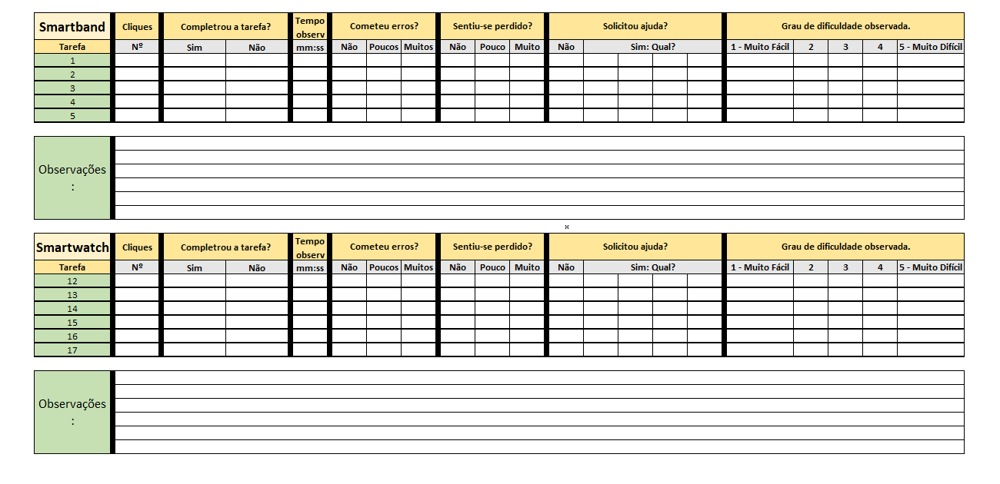 Smartband Cliques Completrou a tarefa? Tempo observ Cometeu erros? Sentiu-se perdido? Solicitou ajuda? Grau de dificuldade observada.
Tarefa Nº Sim Não mm:ss Não Poucos Muitos Não Pouco Muito Não Sim: Qual? 1 - Muito Fácil 2 3 4 5 - Muito Difícil
1
2
3
4
5
Observações
:
x
Smartwatch Cliques Completrou a tarefa? Tempo observ Cometeu erros? Sentiu-se perdido? Solicitou ajuda? Grau de dificuldade observada.
Tarefa Nº Sim Não mm:ss Não Poucos Muitos Não Pouco Muito Não Sim: Qual? 1 - Muito Fácil 2 3 4 5 - Muito Difícil
12
13
14
15
16
17
Observações
: